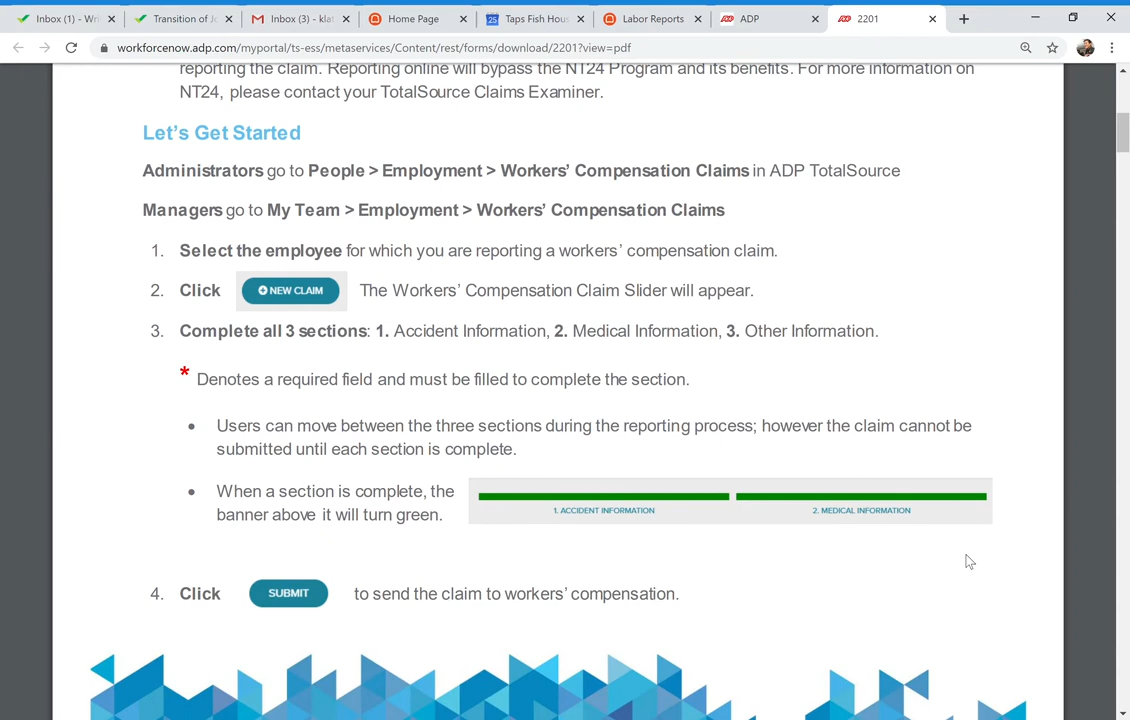 Inbox (1) - Wri
Transition of Jo
Inbox (3) - klat
Home Page
Taps Fish Hous
Labor Reports
ADP
2201
workforcenow.adp.com/myportal/ts-ess/metaservices/Content/rest/forms/download/2201?view=pdf
reporting the claim. Reporting online will bypass the NT24 Program and its benefits. For more information on
NT24, please contact your TotalSource Claims Examiner.
Let's Get Started
Administrators go to People > Employment > Workers' Compensation Claims in ADP TotalSource
Managers go to My Team > Employment > Workers' Compensation Claims
1. Select the employee for which you are reporting a workers' compensation claim.
2. Click NEW CLAIM The Workers' Compensation Claim Slider will appear.
3. Complete all 3 sections: 1. Accident Information, 2. Medical Information, 3. Other Information.
* Denotes a required field and must be filled to complete the section.
• Users can move between the three sections during the reporting process; however the claim cannot be
submitted until each section is complete.
• When a section is complete, the
banner above it will turn green.
1. ACCIDENT INFORMATION 2. MEDICAL INFORMATION
4. Click SUBMIT to send the claim to workers' compensation.